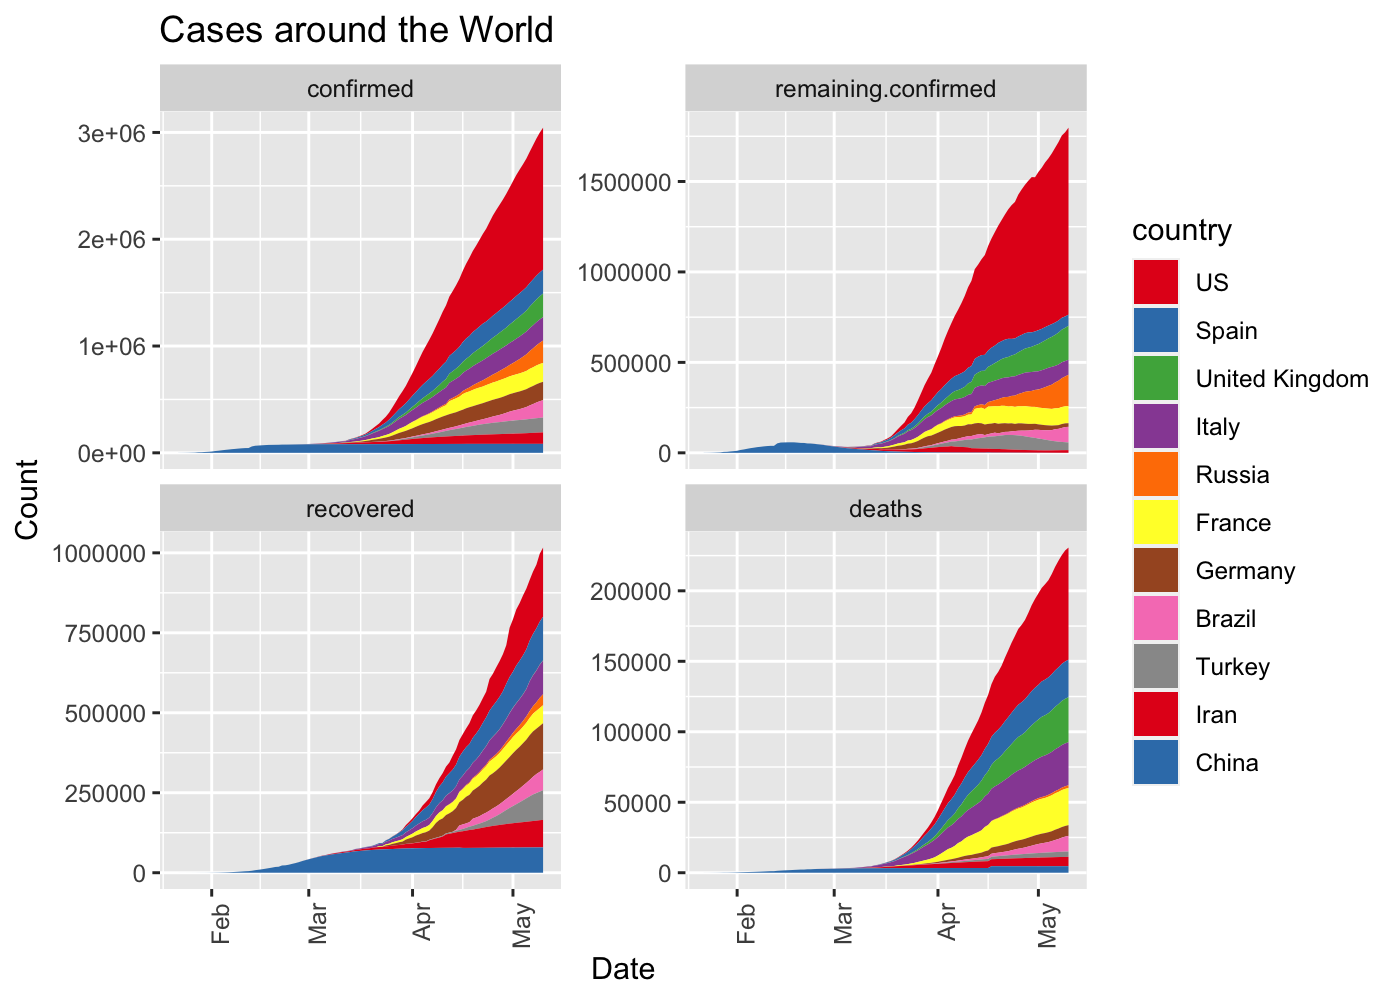 Cases around the World
confirmed
remaining.confirmed
3e+06
2e+06
1e+06
0e+00
1500000
1000000
500000
0
recovered
deaths
1000000
750000
500000
250000
0
200000
150000
100000
50000
0
Feb
Mar
Apr
May
Feb
Mar
Apr
May
Count
Date
country
US
Spain
United Kingdom
Italy
Russia
France
Germany
Brazil
Turkey
Iran
China